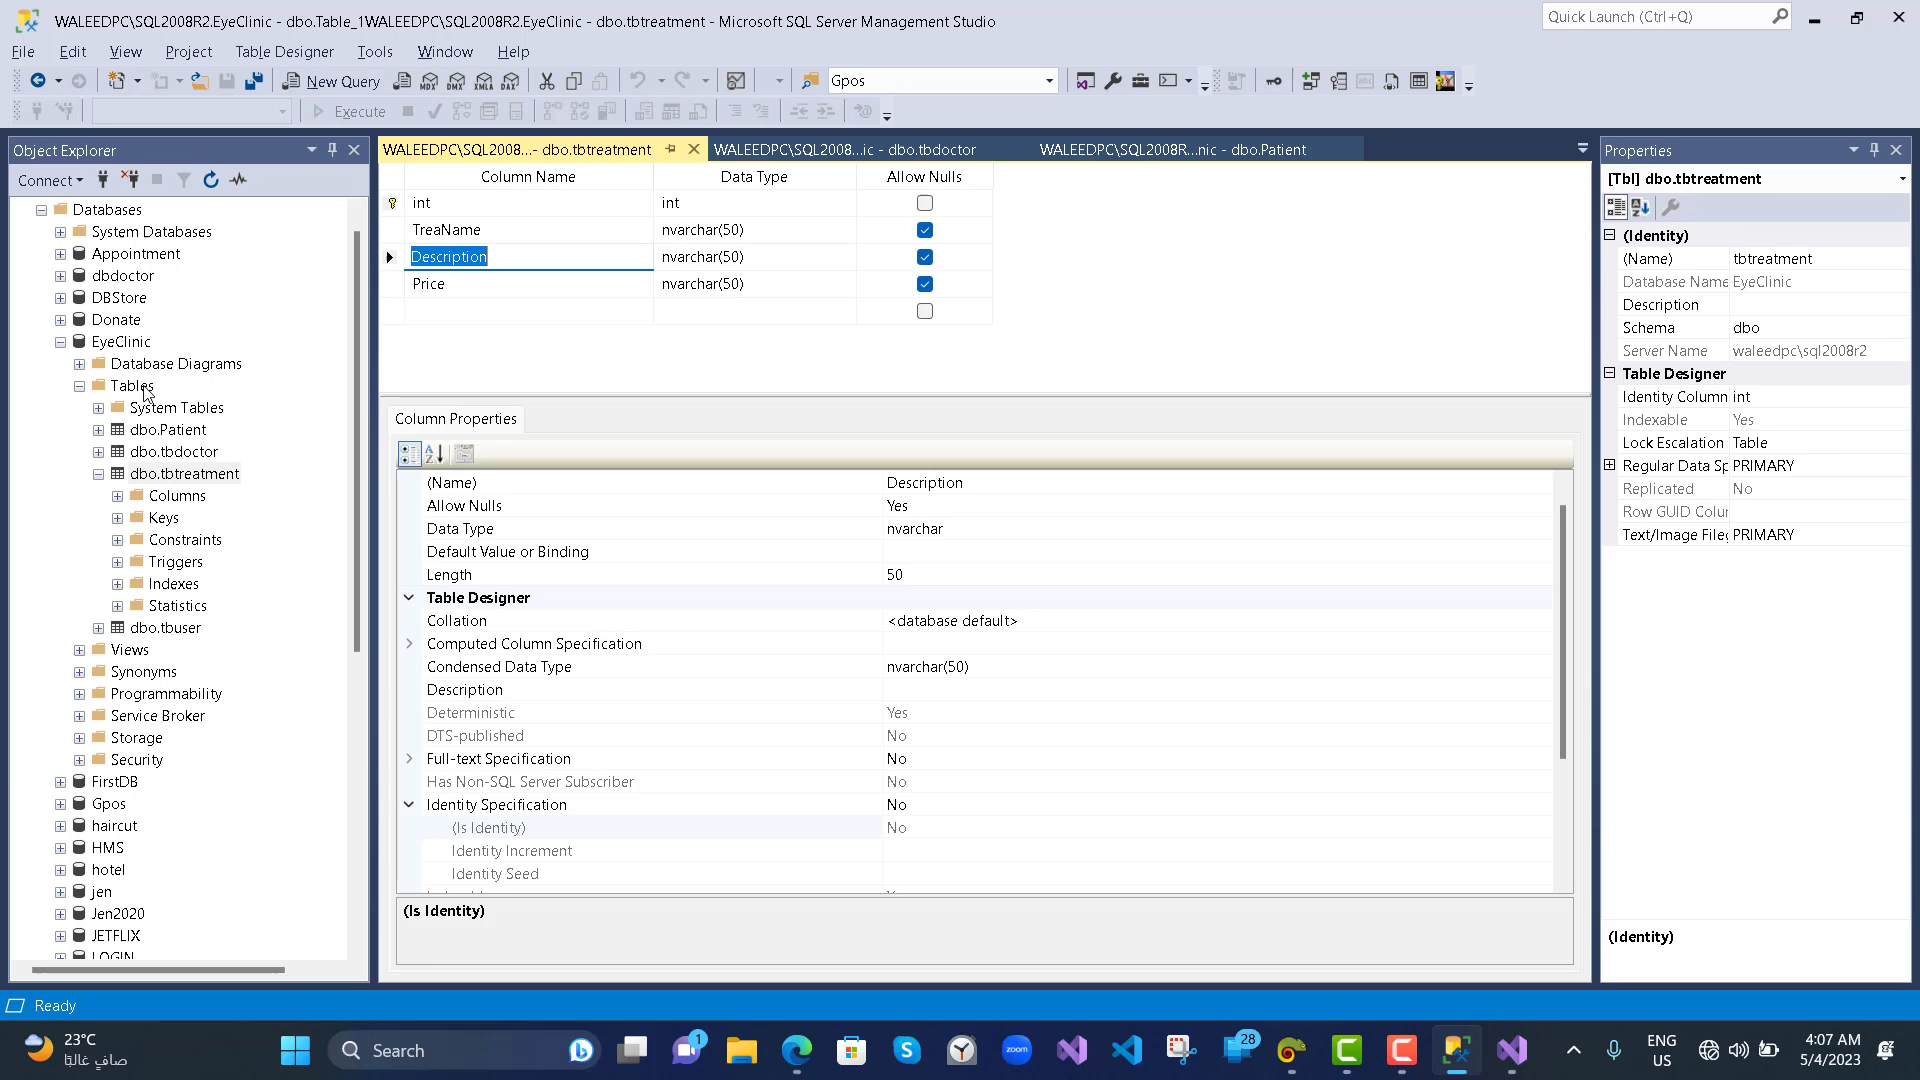 WALEEDPC\SQL2008R2.EyeClinic - dbo.Table_1WALEEDPC\SQL2008R2.EyeClinic - dbo.tbtreatment - Microsoft SQL Server Management Studio
Quick Launch (Ctrl+Q)
File Edit View Project Table Designer Tools Window Help
New Query MDX DMX XMLA DAX Gpos
Execute
Object Explorer
Connect
Databases
System Databases
Appointment
dbdoctor
DBStore
Donate
EyeClinic
Database Diagrams
Tables
System Tables
dbo.Patient
dbo.tbdoctor
dbo.tbtreatment
Columns
Keys
Constraints
Triggers
Indexes
Statistics
dbo.tbuser
Views
Synonyms
Programmability
Service Broker
Storage
Security
FirstDB
Gpos
haircut
HMS
hotel
jen
Jen2020
JETFLIX
LOGIN
WALEEDPC\SQL2008...- dbo.tbtreatment WALEEDPC\SQL2008...ic - dbo.tbdoctor WALEEDPC\SQL2008R...nic - dbo.Patient
Column Name Data Type Allow Nulls
int int
TreaName nvarchar(50)
Description nvarchar(50)
Price nvarchar(50)
Column Properties
(Name) Description
Allow Nulls Yes
Data Type nvarchar
Default Value or Binding
Length 50
Table Designer
Collation <database default>
Computed Column Specification
Condensed Data Type nvarchar(50)
Description
Deterministic Yes
DTS-published No
Full-text Specification No
Has Non-SQL Server Subscriber No
Identity Specification No
(Is Identity) No
Identity Increment
Identity Seed
(Is Identity)
Properties
[Tbl] dbo.tbtreatment
(Identity)
(Name) tbtreatment
Database Name EyeClinic
Description
Schema dbo
Server Name waleedpc\sql2008r2
Table Designer
Identity Column int
Indexable Yes
Lock Escalation Table
Regular Data Sp PRIMARY
Replicated No
Row GUID Colur
Text/Image File PRIMARY
(Identity)
Ready
23°C
صافٍ غالبًا
Search
1
zoom
28
ENG
US
4:07 AM
5/4/2023